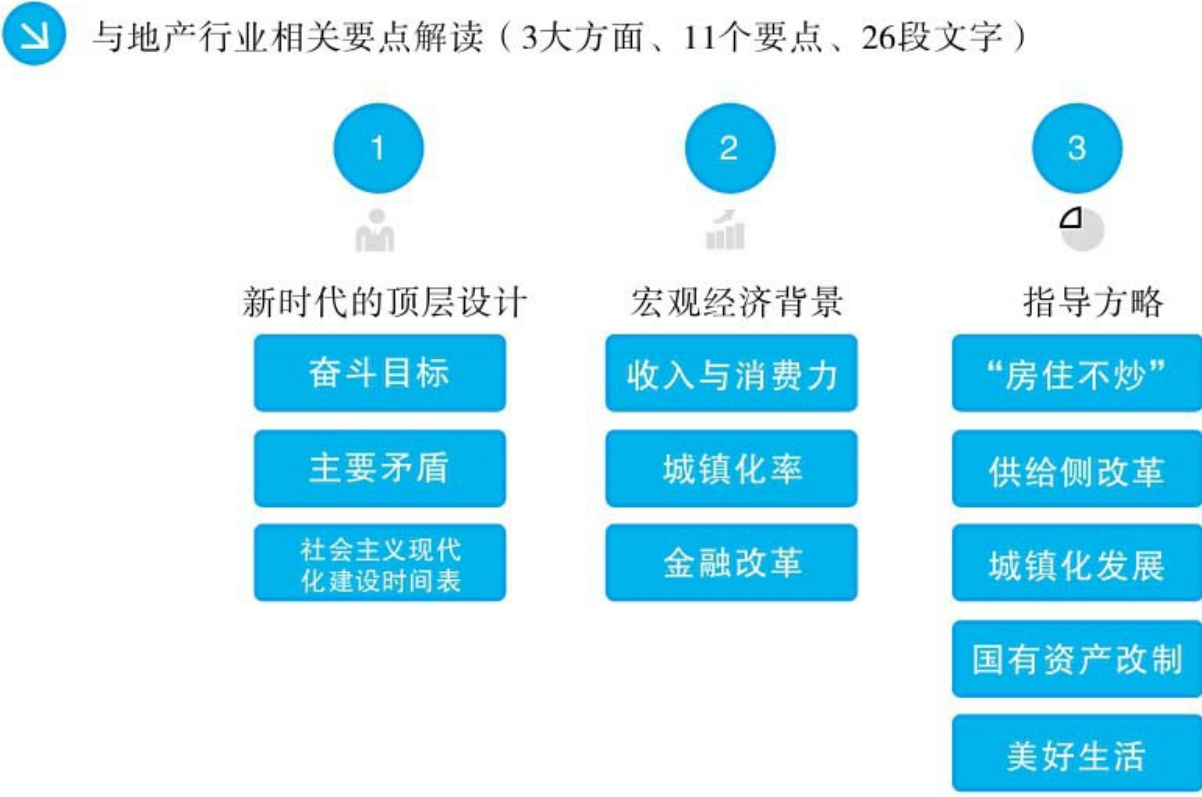 与地产行业相关要点解读（3大方面、11个要点、26段文字）
1
新时代的顶层设计
奋斗目标
主要矛盾
社会主义现代
化建设时间表
2
宏观经济背景
收入与消费力
城镇化率
金融改革
3
指导方略
“房住不炒”
供给侧改革
城镇化发展
国有资产改制
美好生活